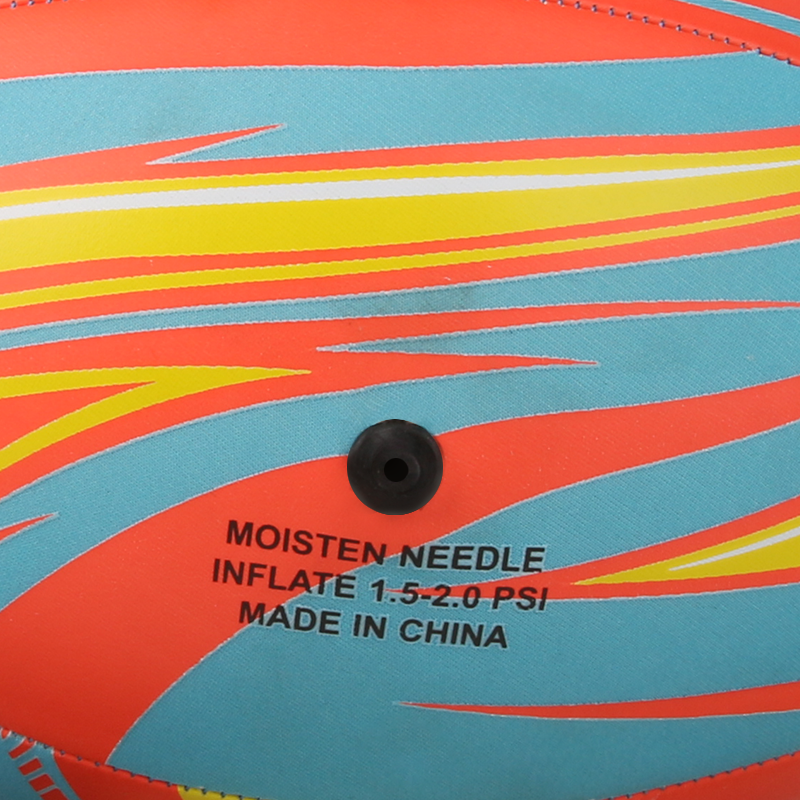 MOISTEN NEEDLE
INFLATE 1.5-2.0 PSI
MADE IN CHINA